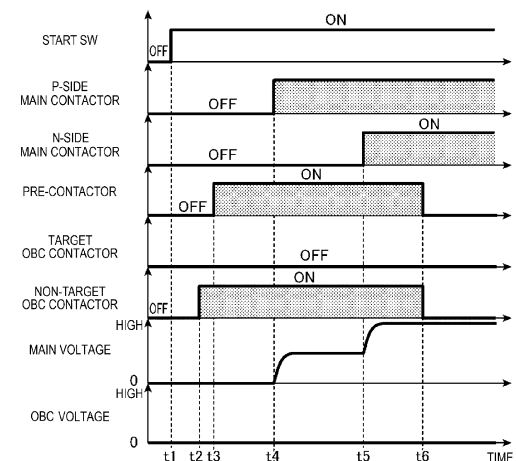 ON
START SW
OFF
P-SIDE
MAIN CONTACTOR
OFF
N-SIDE
MAIN CONTACTOR
OFF
ON
PRE-CONTACTOR
OFF
ON
TARGET
OBC CONTACTOR
OFF
NON-TARGET
OBC CONTACTOR
OFF
ON
HIGH
MAIN VOLTAGE
0
HIGH
OBC VOLTAGE
0
t1 t2 t3 t4 t5 t6 TIME